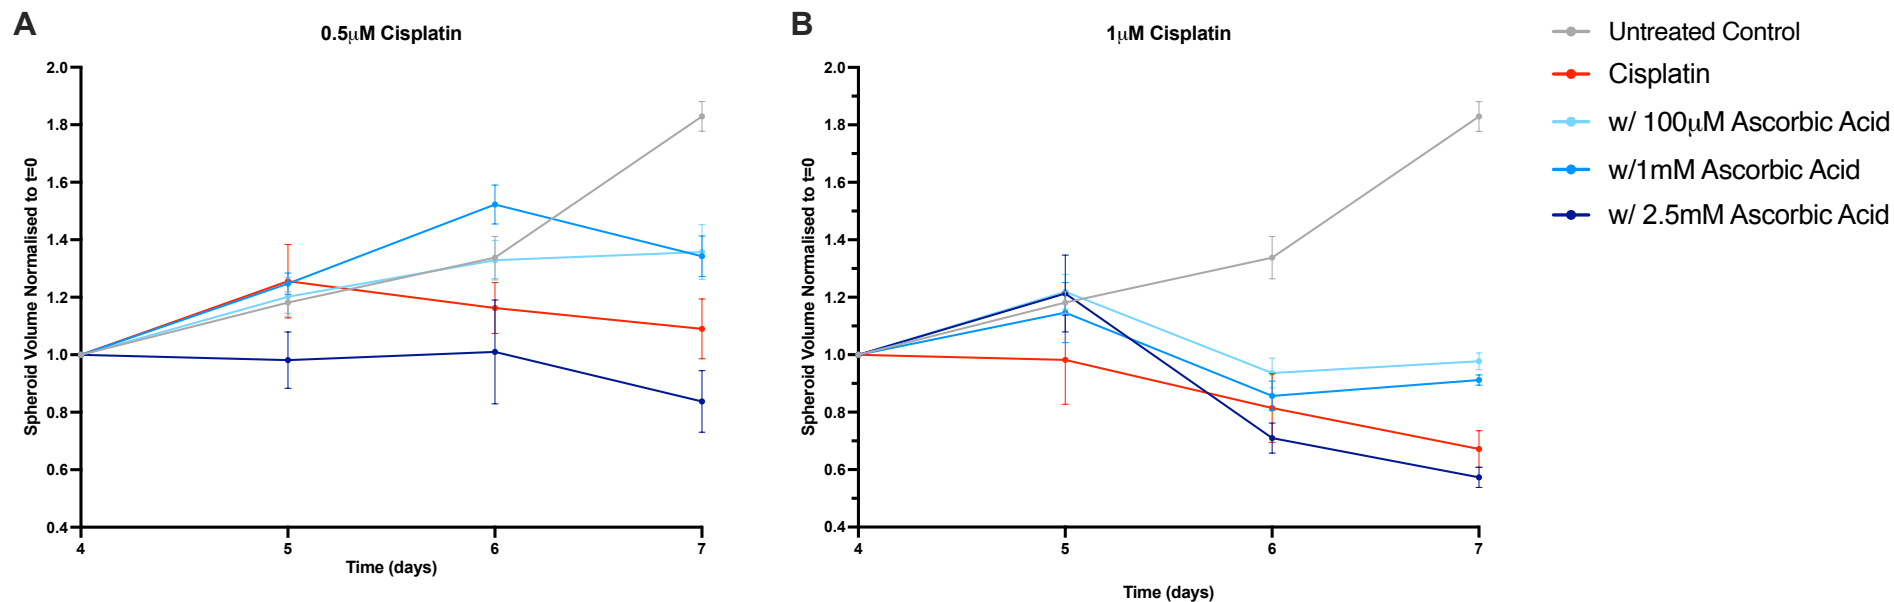 A
0.5μM Cisplatin
Spheroid Volume Normalised to t=0
2.0
1.8
1.6
1.4
1.2
1.0
0.8
0.6
0.4
4 5 6 7
Time (days)
B
1μM Cisplatin
Spheroid Volume Normalised to t=0
2.0
1.8
1.6
1.4
1.2
1.0
0.8
0.6
0.4
4 5 6 7
Time (days)
Untreated Control
Cisplatin
w/ 100μM Ascorbic Acid
w/1mM Ascorbic Acid
w/ 2.5mM Ascorbic Acid